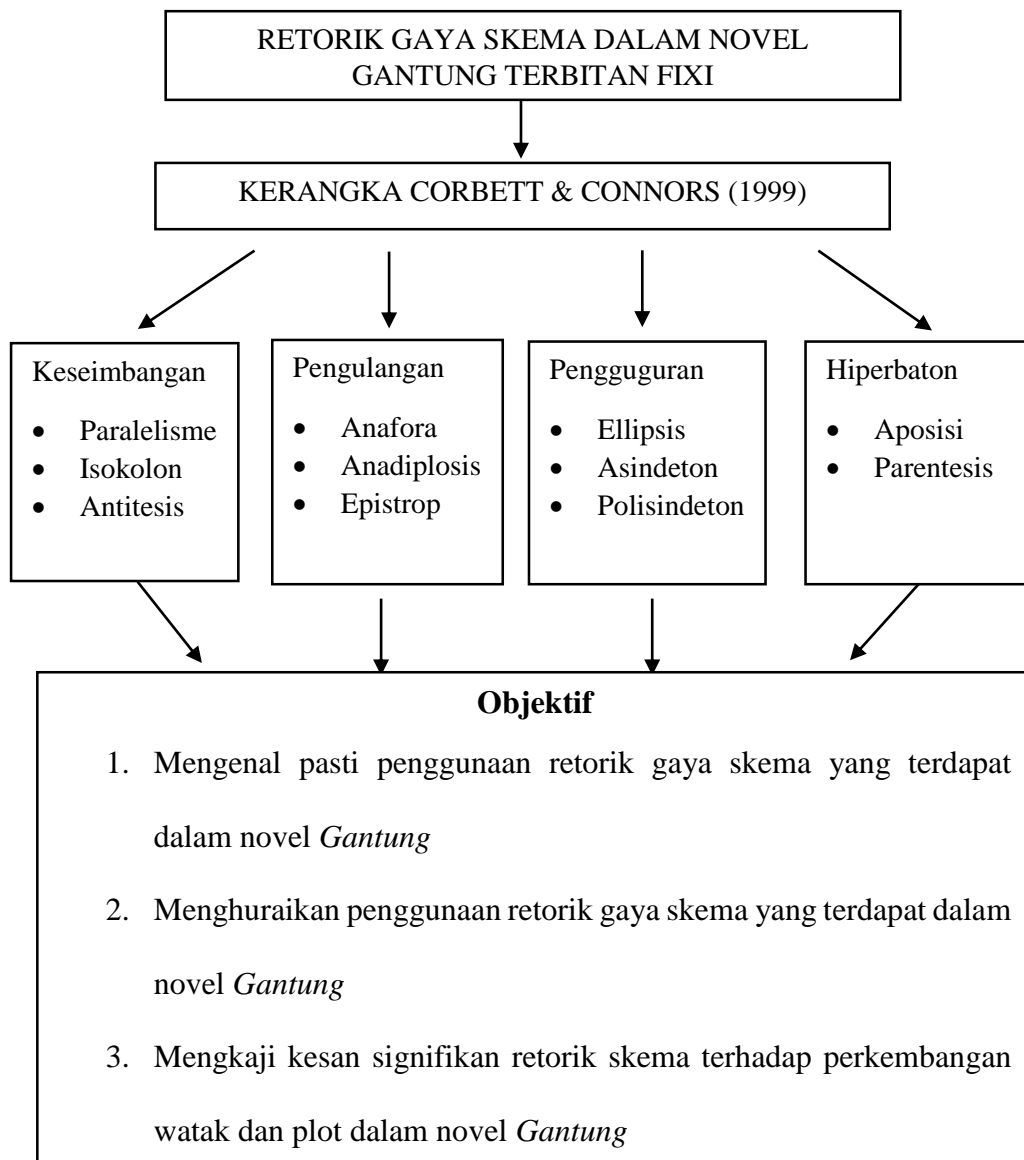 RETORIK GAYA SKEMA DALAM NOVEL
GANTUNG TERBITAN FIXI
KERANGKA CORBETT & CONNORS (1999)
Keseimbangan
• Paralelisme
• Isokolon
• Antitesis
Pengulangan
• Anafora
• Anadiplosis
• Epistrop
Pengguguran
• Ellipsis
• Asindeton
• Polisindeton
Hiperbaton
• Aposisi
• Parentesis
Objektif
1. Mengenal pasti penggunaan retorik gaya skema yang terdapat
dalam novel Gantung
2. Menghuraikan penggunaan retorik gaya skema yang terdapat dalam
novel Gantung
3. Mengkaji kesan signifikan retorik skema terhadap perkembangan
watak dan plot dalam novel Gantung